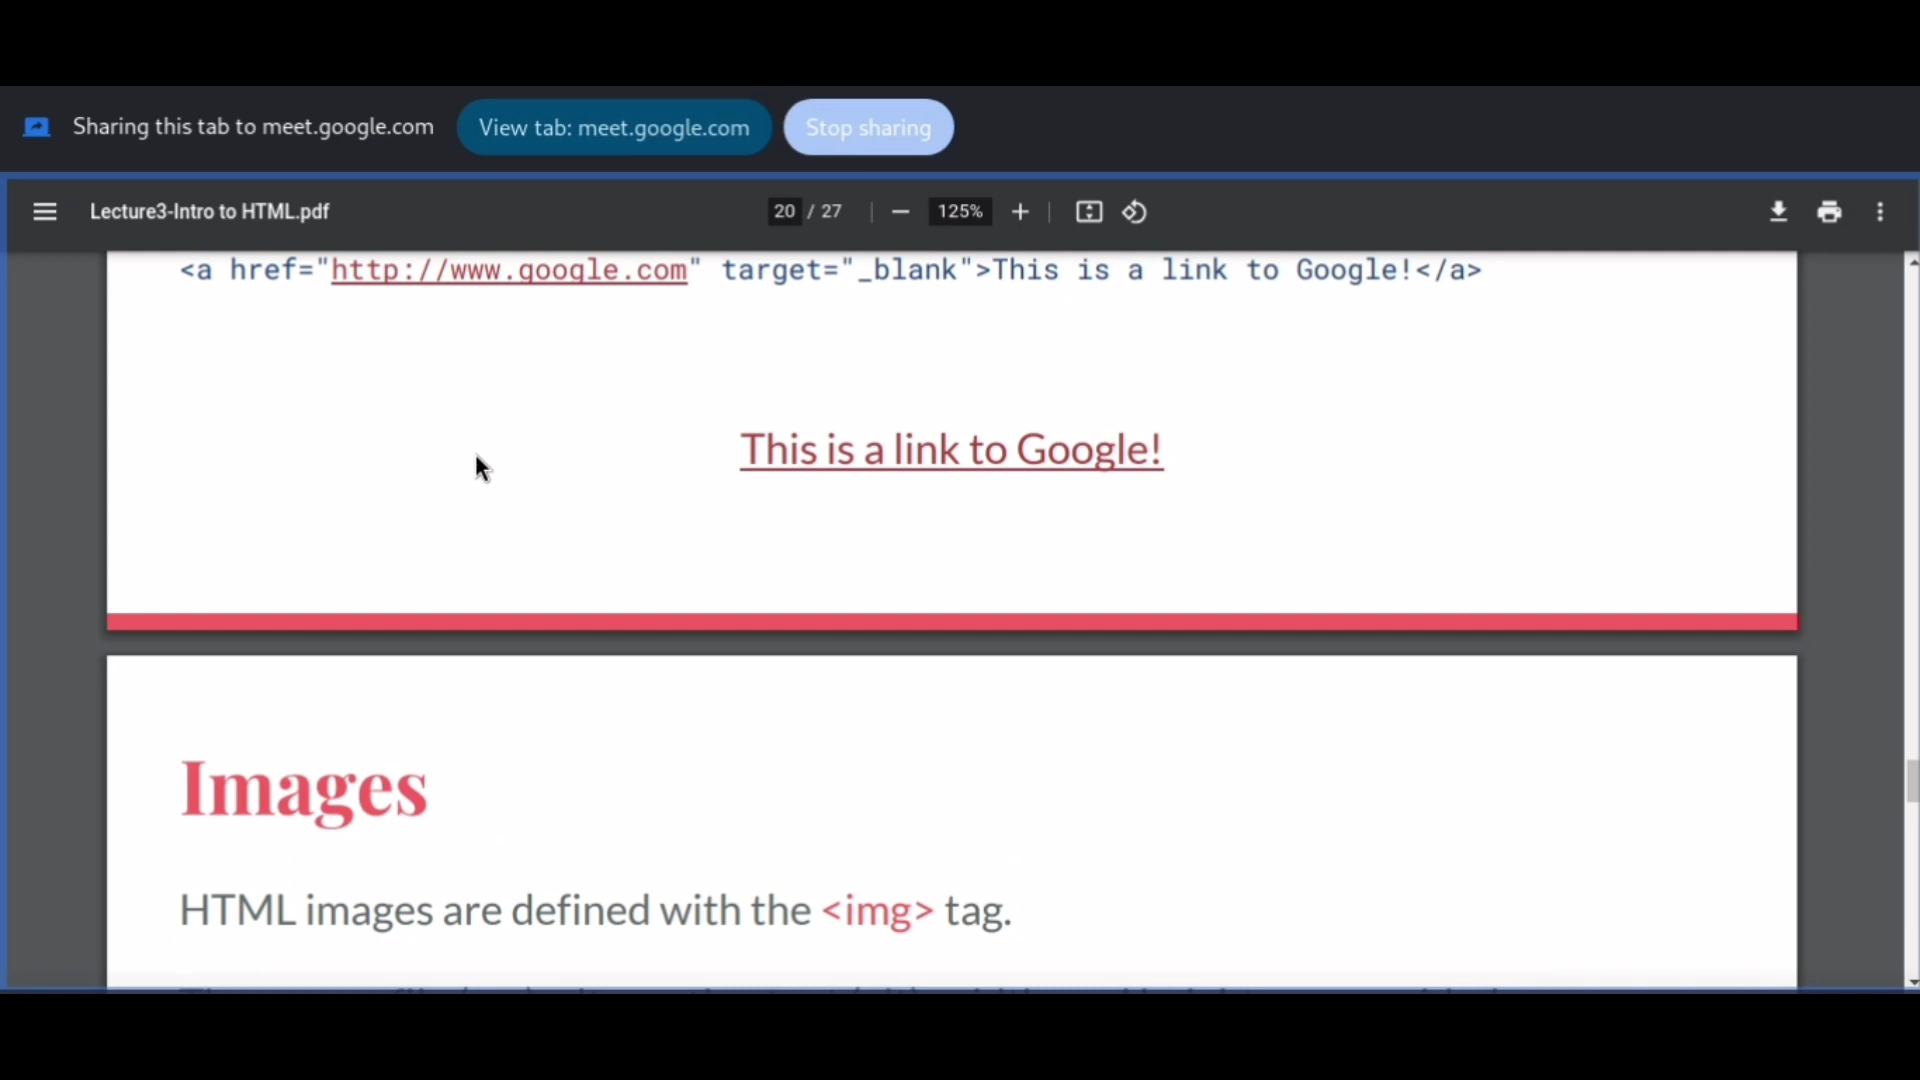 Sharing this tab to meet.google.com
View tab: meet.google.com
Stop sharing
Lecture3-Intro to HTML.pdf
20 / 27
125%
<a href="http://www.google.com" target="_blank">This is a link to Google!</a>
This is a link to Google!
Images
HTML images are defined with the <img> tag.